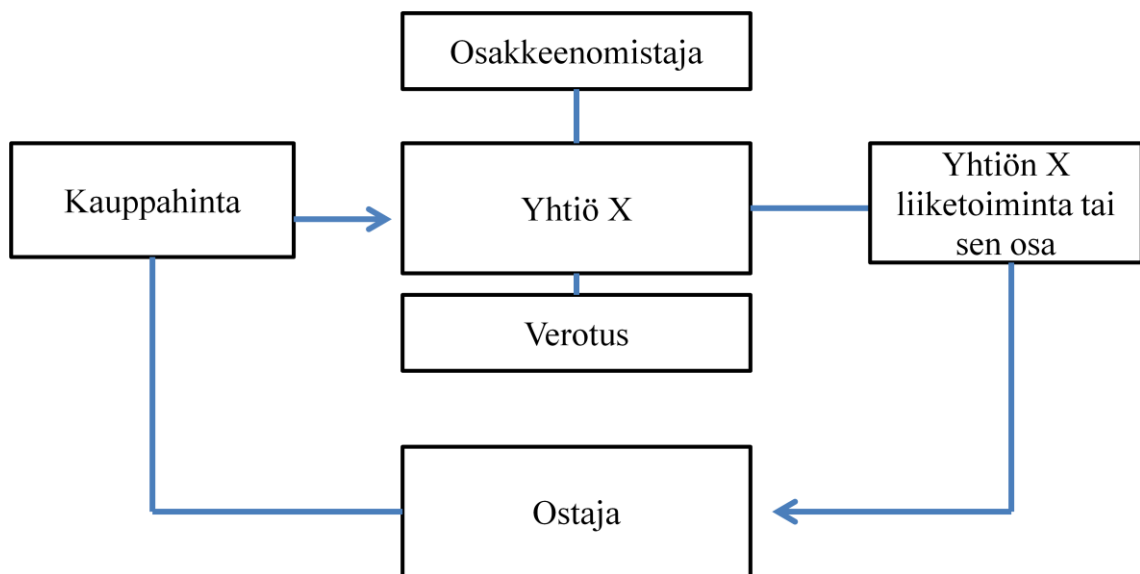 Osakkeenomistaja
Kauppahinta
Yhtiö X
Yhtiön X
liiketoiminta tai
sen osa
Verotus
Ostaja